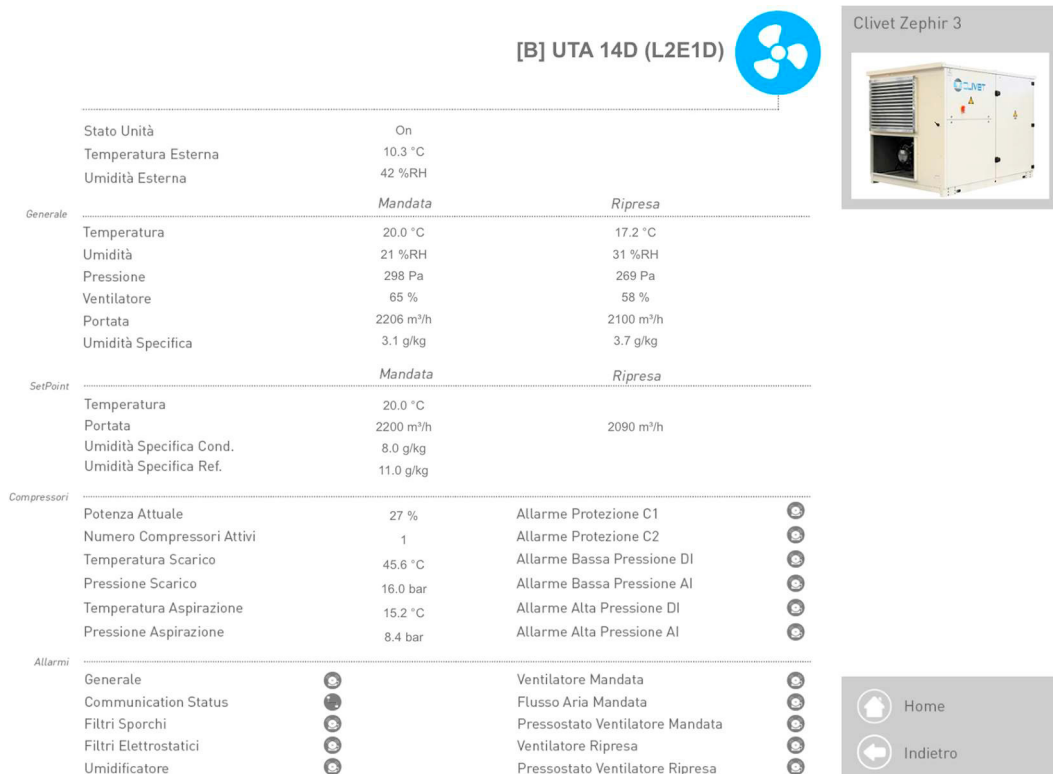 Clivet Zephir 3
[B] UTA 14D (L2E1D)
CLIVET
Stato Unità On
Temperatura Esterna 10.3 °C
Umidità Esterna 42 %RH
Generale Mandata Ripresa
Temperatura 20.0 °C 17.2 °C
Umidità 21 %RH 31 %RH
Pressione 298 Pa 269 Pa
Ventilatore 65 % 58 %
Portata 2206 m³/h 2100 m³/h
Umidità Specifica 3.1 g/kg 3.7 g/kg
SetPoint Mandata Ripresa
Temperatura 20.0 °C
Portata 2200 m³/h 2090 m³/h
Umidità Specifica Cond. 8.0 g/kg
Umidità Specifica Ref. 11.0 g/kg
Compressori
Potenza Attuale 27 % Allarme Protezione C1
Numero Compressori Attivi 1 Allarme Protezione C2
Temperatura Scarico 45.6 °C Allarme Bassa Pressione DI
Pressione Scarico 16.0 bar Allarme Bassa Pressione AI
Temperatura Aspirazione 15.2 °C Allarme Alta Pressione DI
Pressione Aspirazione 8.4 bar Allarme Alta Pressione AI
Allarmi
Generale Ventilatore Mandata
Communication Status Flusso Aria Mandata
Filtri Sporchi Pressostato Ventilatore Mandata
Filtri Elettrostatici Ventilatore Ripresa
Umidificatore Pressostato Ventilatore Ripresa
Home
Indietro